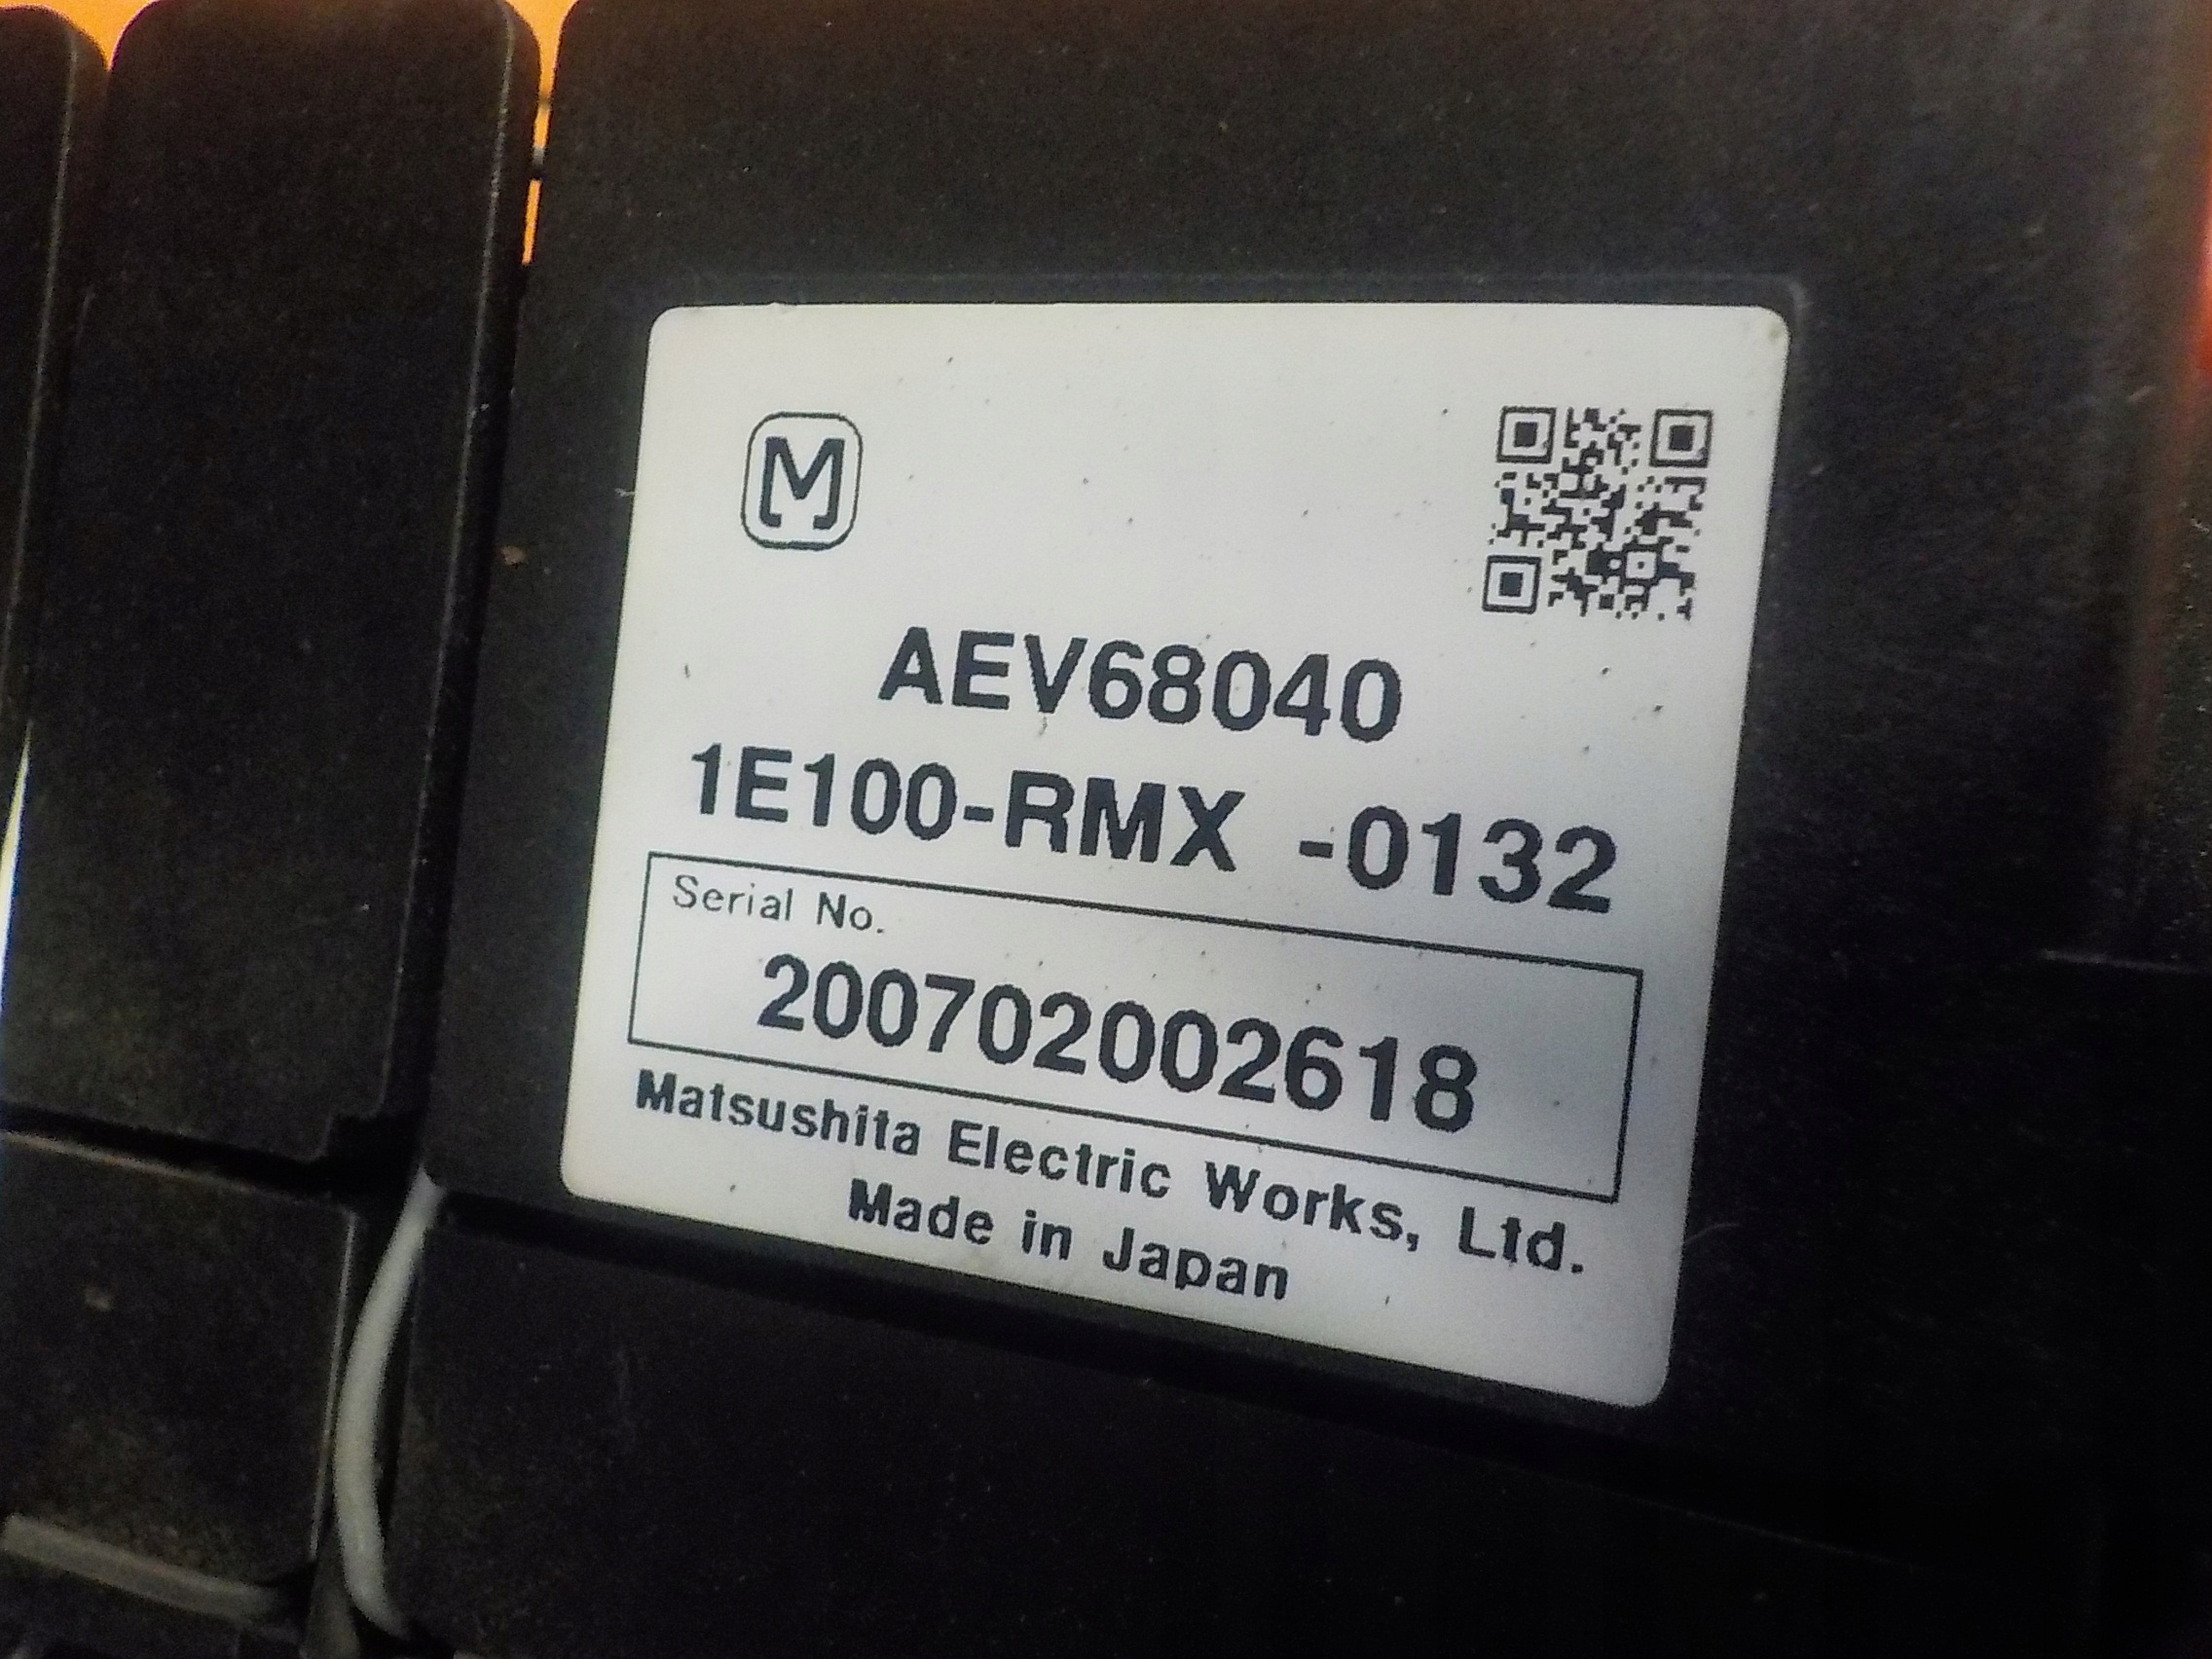 M
AEV68040
1E100-RMX -0132
Serial No.
200702002618
Matsushita Electric Works, Ltd.
Made in Japan